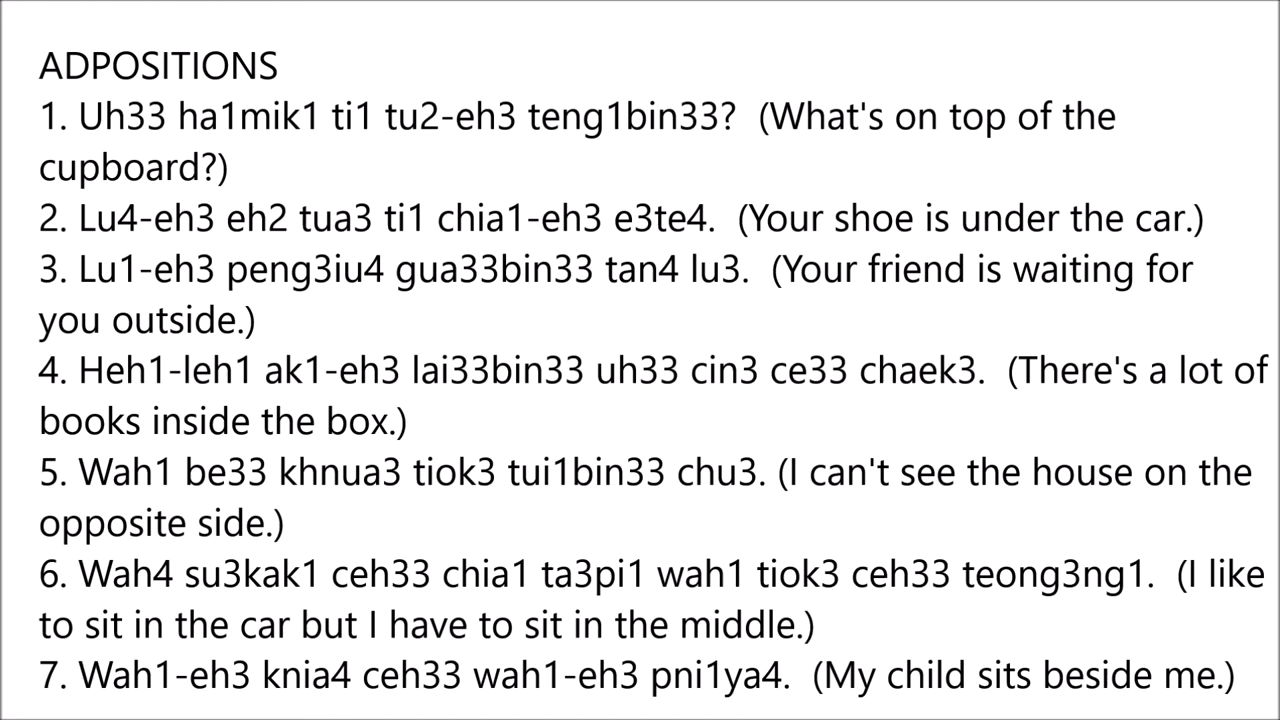 ADPOSITIONS
1. Uh33 ha1mik1 ti1 tu2-eh3 teng1bin33?  (What's on top of the
cupboard?)
2. Lu4-eh3 eh2 tua3 ti1 chia1-eh3 e3te4.  (Your shoe is under the car.)
3. Lu1-eh3 peng3iu4 gua33bin33 tan4 lu3.  (Your friend is waiting for
you outside.)
4. Heh1-leh1 ak1-eh3 lai33bin33 uh33 cin3 ce33 chaek3.  (There's a lot of
books inside the box.)
5. Wah1 be33 khnua3 tiok3 tui1bin33 chu3. (I can't see the house on the
opposite side.)
6. Wah4 su3kak1 ceh33 chia1 ta3pi1 wah1 tiok3 ceh33 teong3ng1.  (I like
to sit in the car but I have to sit in the middle.)
7. Wah1-eh3 knia4 ceh33 wah1-eh3 pni1ya4.  (My child sits beside me.)